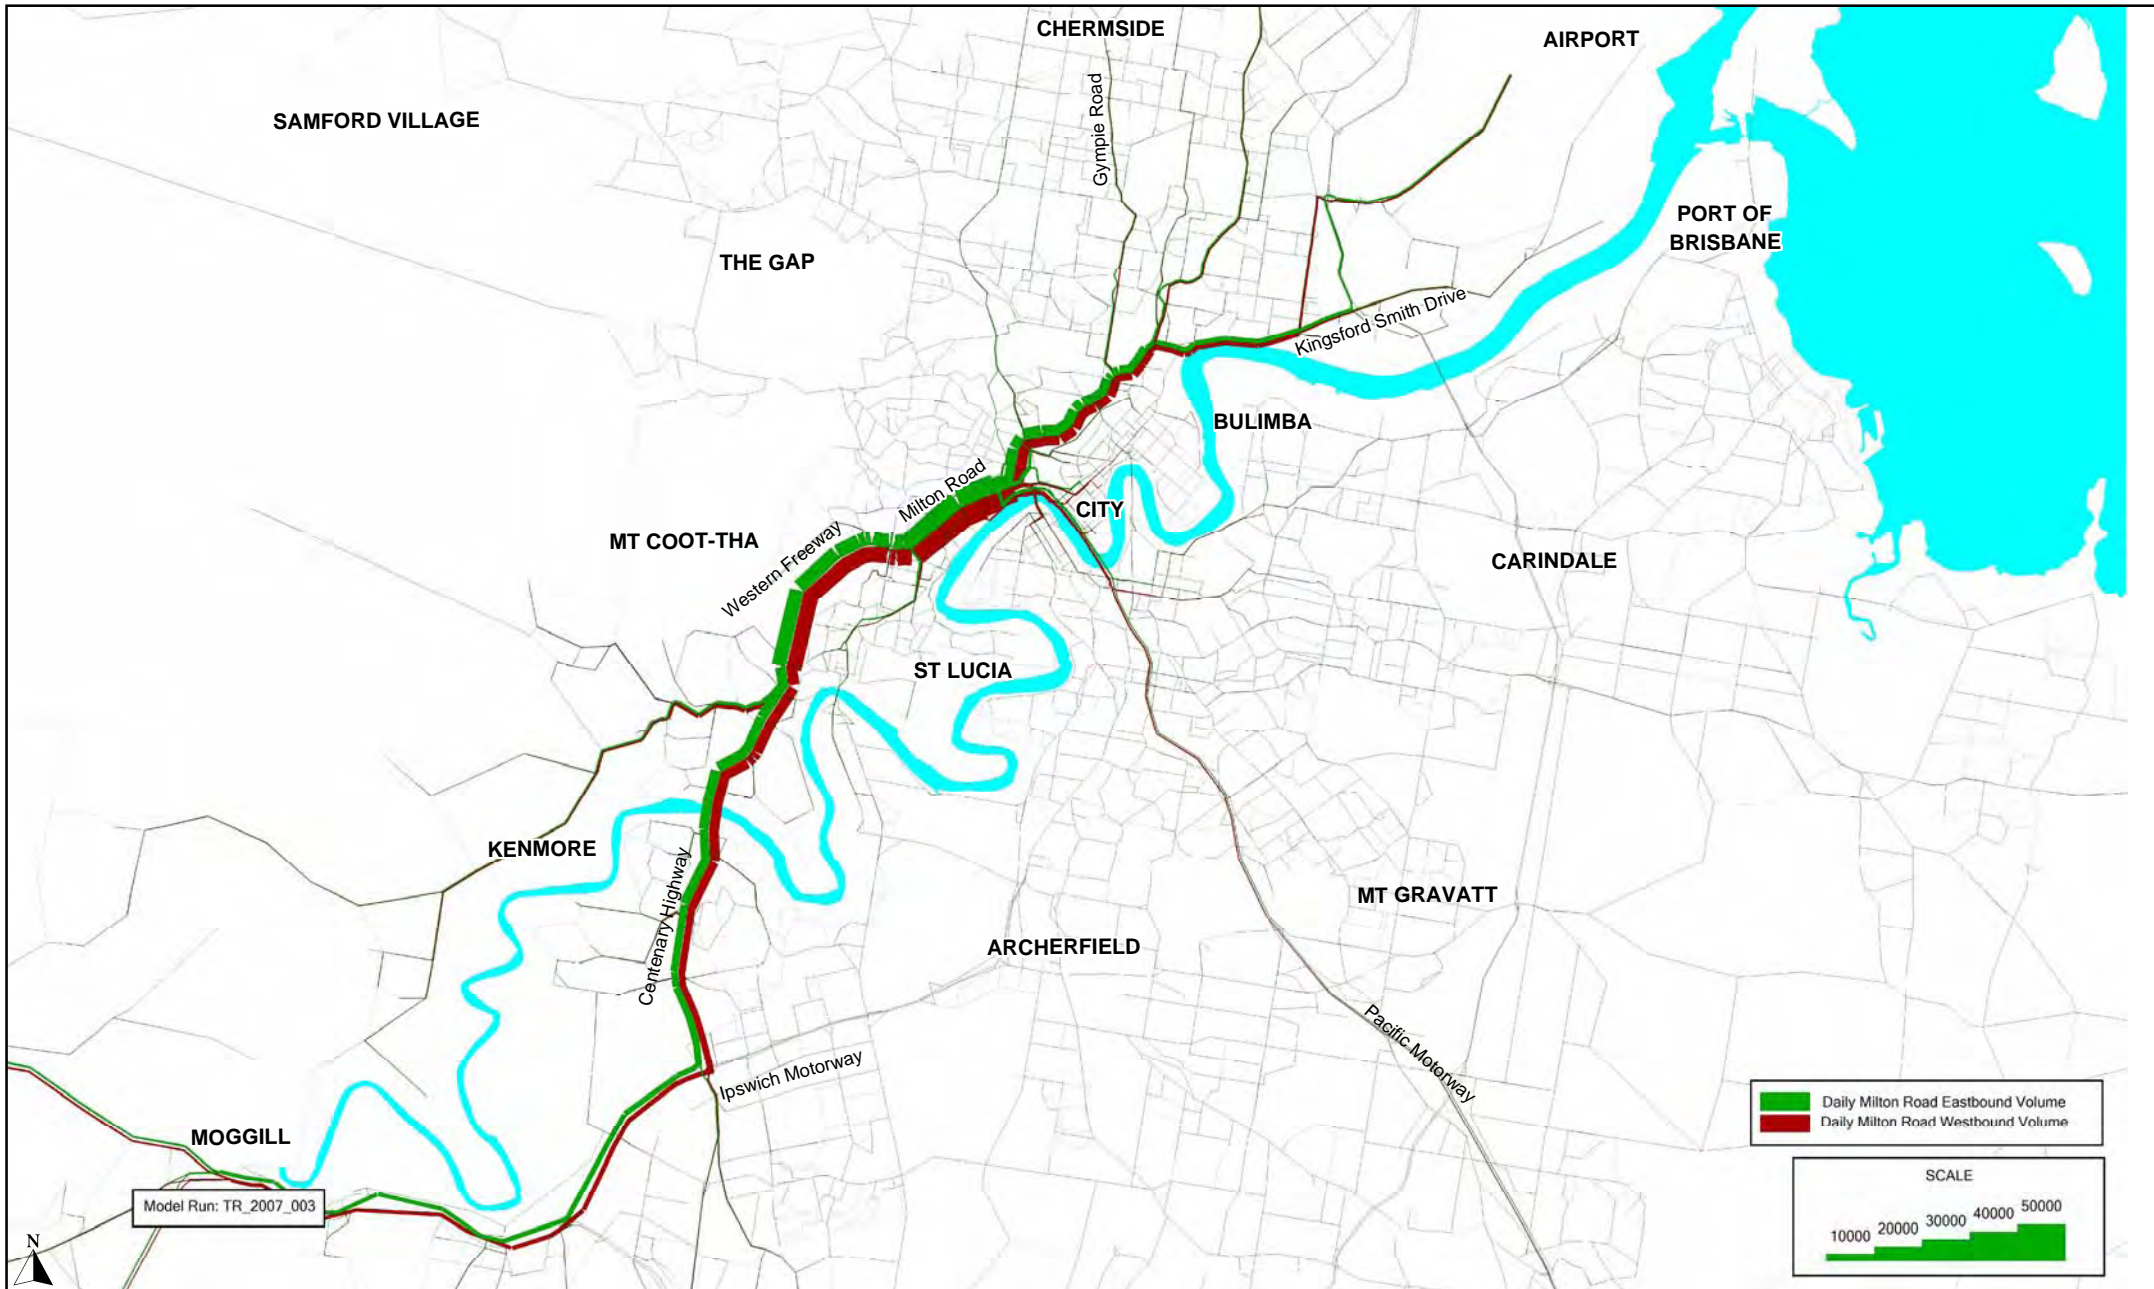 CHERMSIDE
AIRPORT
Gympie Road
SAMFORD VILLAGE
PORT OF
BRISBANE
THE GAP
Kingsford Smith Drive
BULIMBA
Milton Road
CITY
MT COOT-THA
Western Freeway
CARINDALE
ST LUCIA
KENMORE
Centenary Highway
MT GRAVATT
ARCHERFIELD
Pacific Motorway
Ipswich Motorway
MOGGILL
Model Run: TR_2007_003
N
Daily Milton Road Eastbound Volume
Daily Milton Road Westbound Volume
SCALE
10000 20000 30000 40000 50000